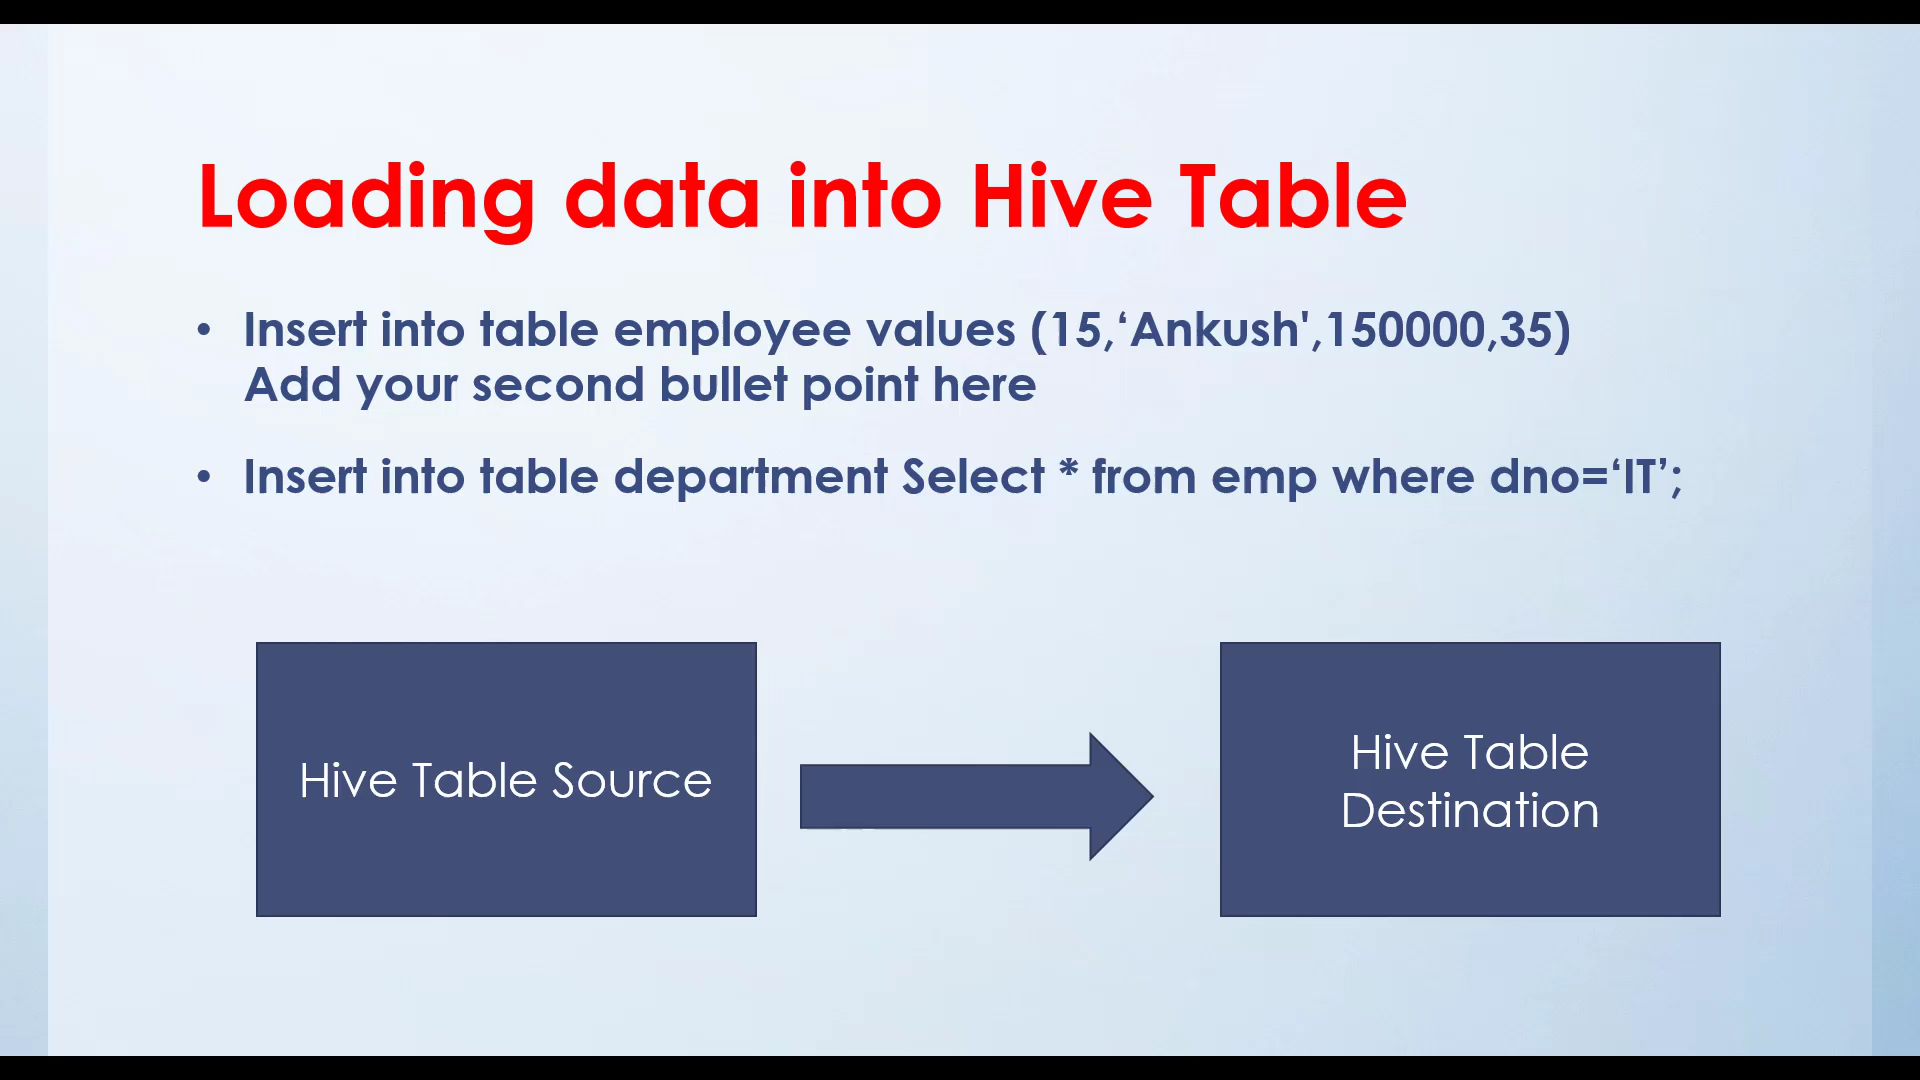 Loading data into Hive Table
• Insert into table employee values (15,‘Ankush',150000,35)
Add your second bullet point here
• Insert into table department Select * from emp where dno=‘IT’;
Hive Table Source
Hive Table
Destination